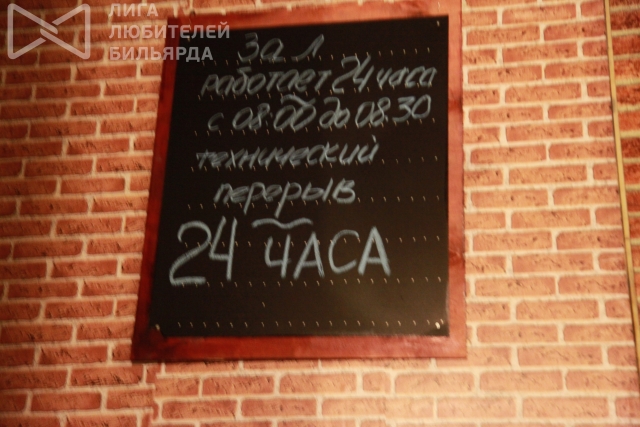 ЛИГА
ЛЮБИТЕЛЕЙ
БИЛЬЯРДА
ЗАЛ
работает 24 часа
с 08.00 до 08.30
технический
перерыв
24 ЧАСА